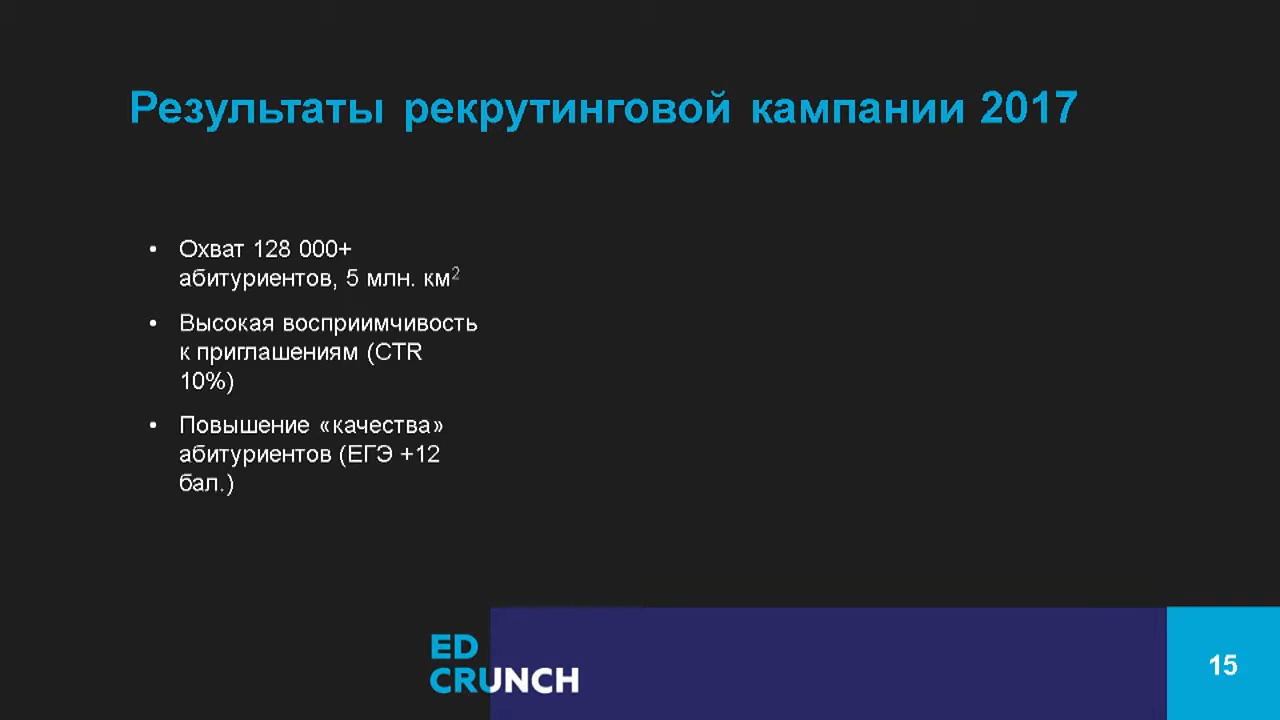 Результаты рекрутинговой кампании 2017
• Охват 128 000+
абитуриентов, 5 млн. км²
• Высокая восприимчивость
к приглашениям (CTR
10%)
• Повышение «качества»
абитуриентов (ЕГЭ +12
бал.)
ED
CRUNCH
15